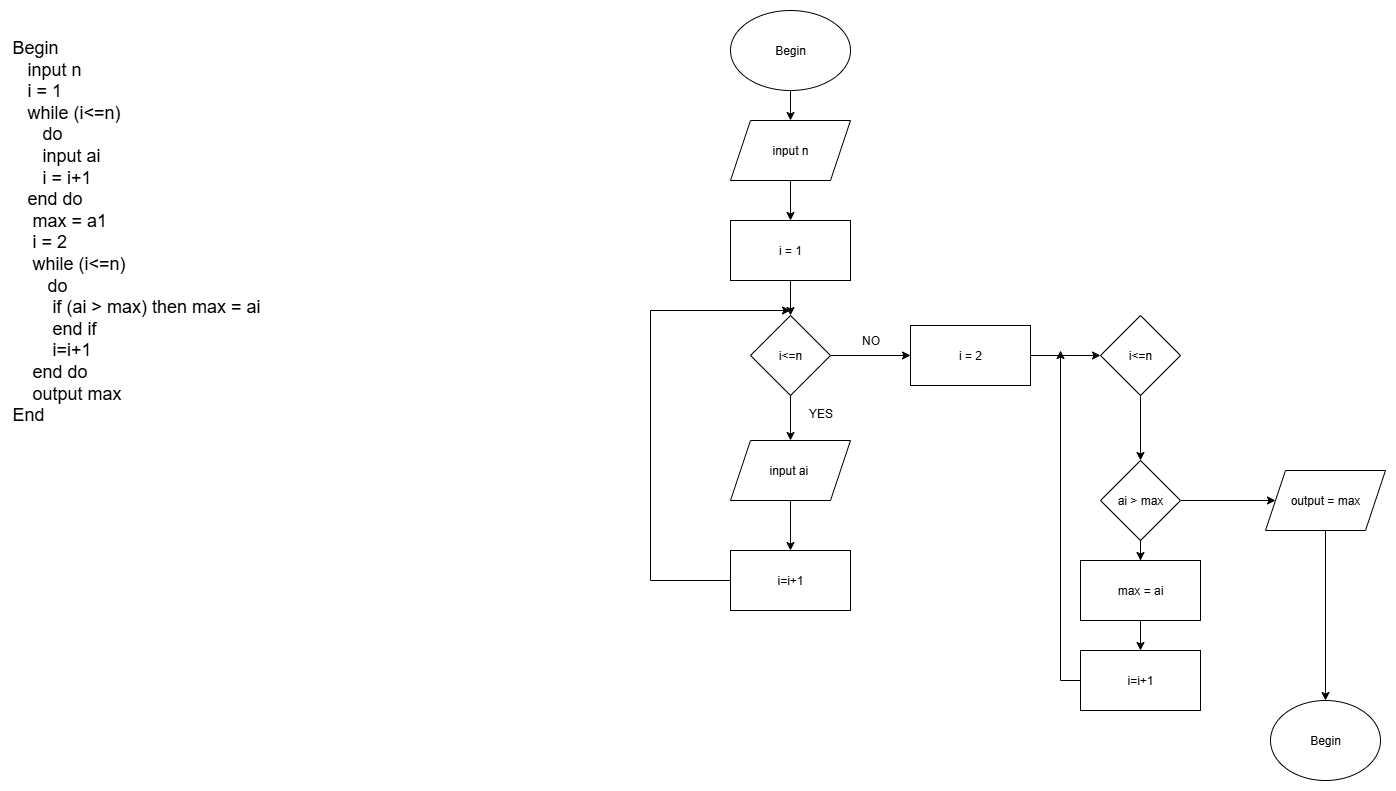 Begin
input n
i = 1
while (i<=n)
do
input ai
i = i+1
end do
max = a1
i = 2
while (i<=n)
do
if (ai > max) then max = ai
end if
i=i+1
end do
output max
End
Begin
input n
i = 1
i<=n
NO
i = 2
i<=n
YES
input ai
i=i+1
ai > max
output = max
max = ai
i=i+1
Begin